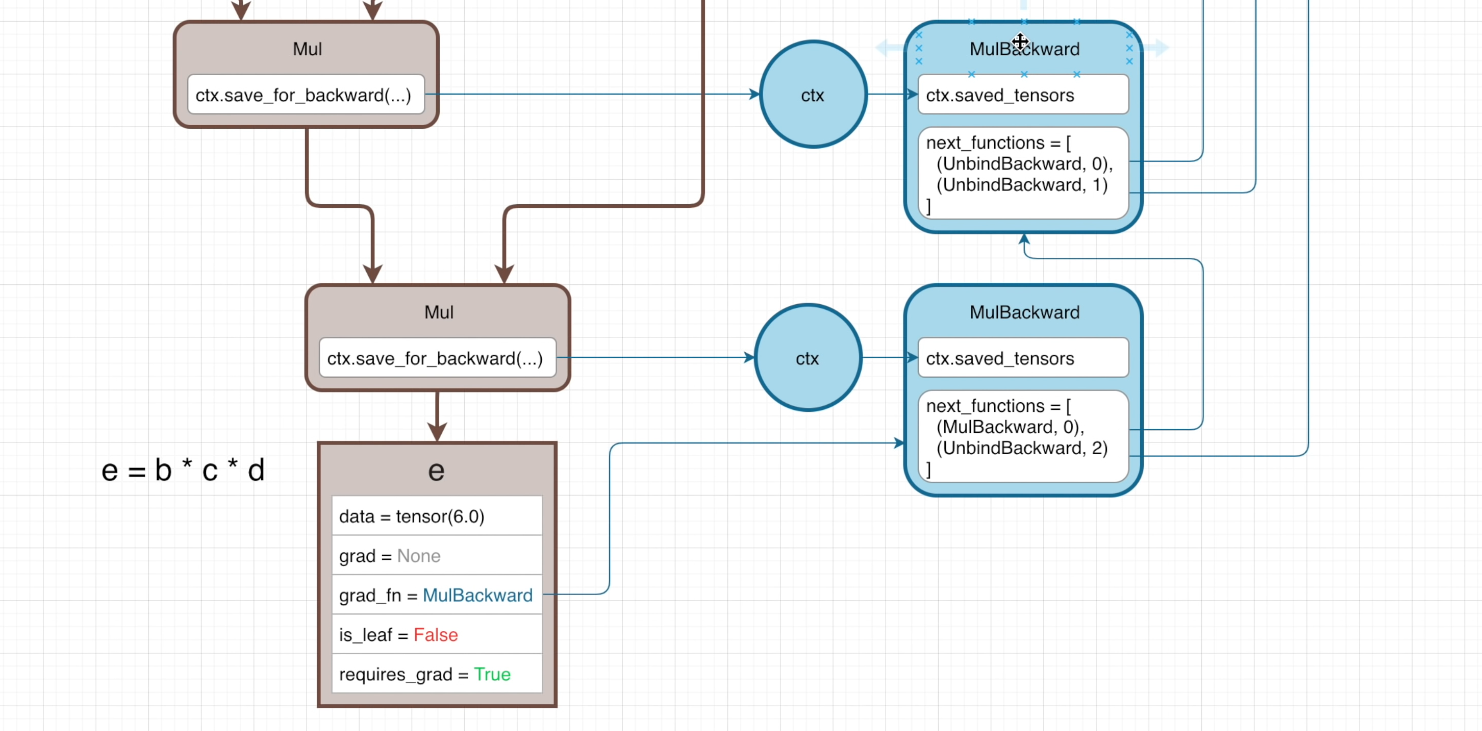 Mul
ctx.save_for_backward(...)
ctx
MulBackward
ctx.saved_tensors
next_functions = [
(UnbindBackward, 0),
(UnbindBackward, 1)
]
Mul
ctx.save_for_backward(...)
ctx
MulBackward
ctx.saved_tensors
next_functions = [
(MulBackward, 0),
(UnbindBackward, 2)
]
e = b * c * d
e
data = tensor(6.0)
grad = None
grad_fn = MulBackward
is_leaf = False
requires_grad = True